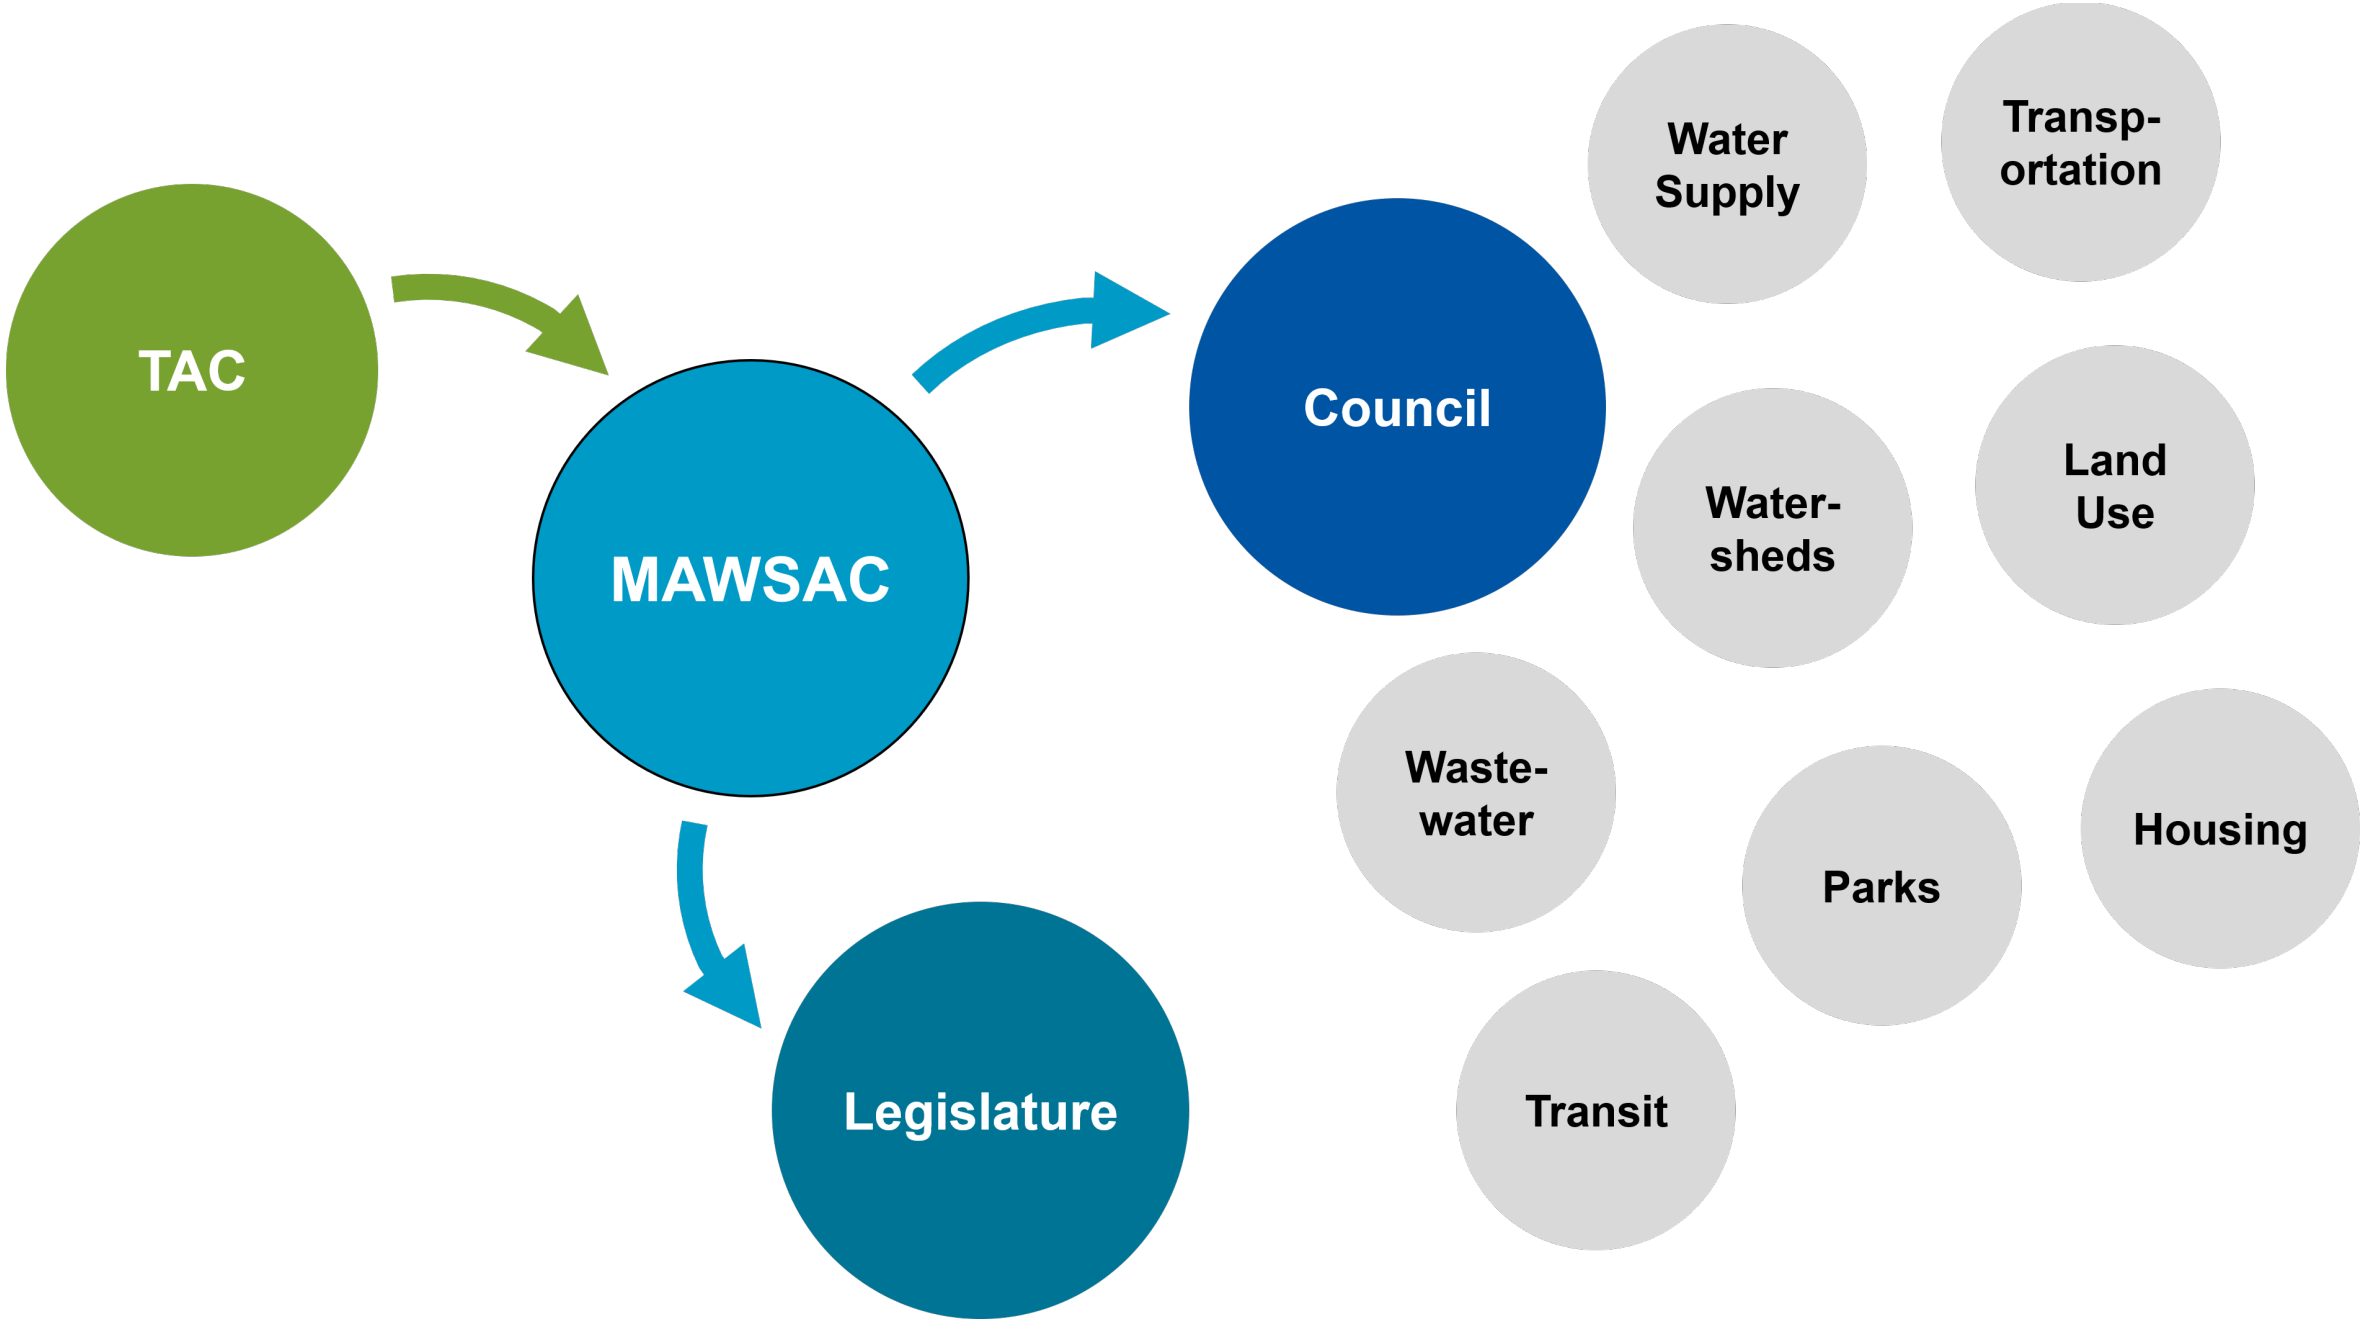 TAC
MAWSAC
Council
Legislature
Water
Supply
Transp-
ortation
Water-
sheds
Land
Use
Waste-
water
Parks
Housing
Transit